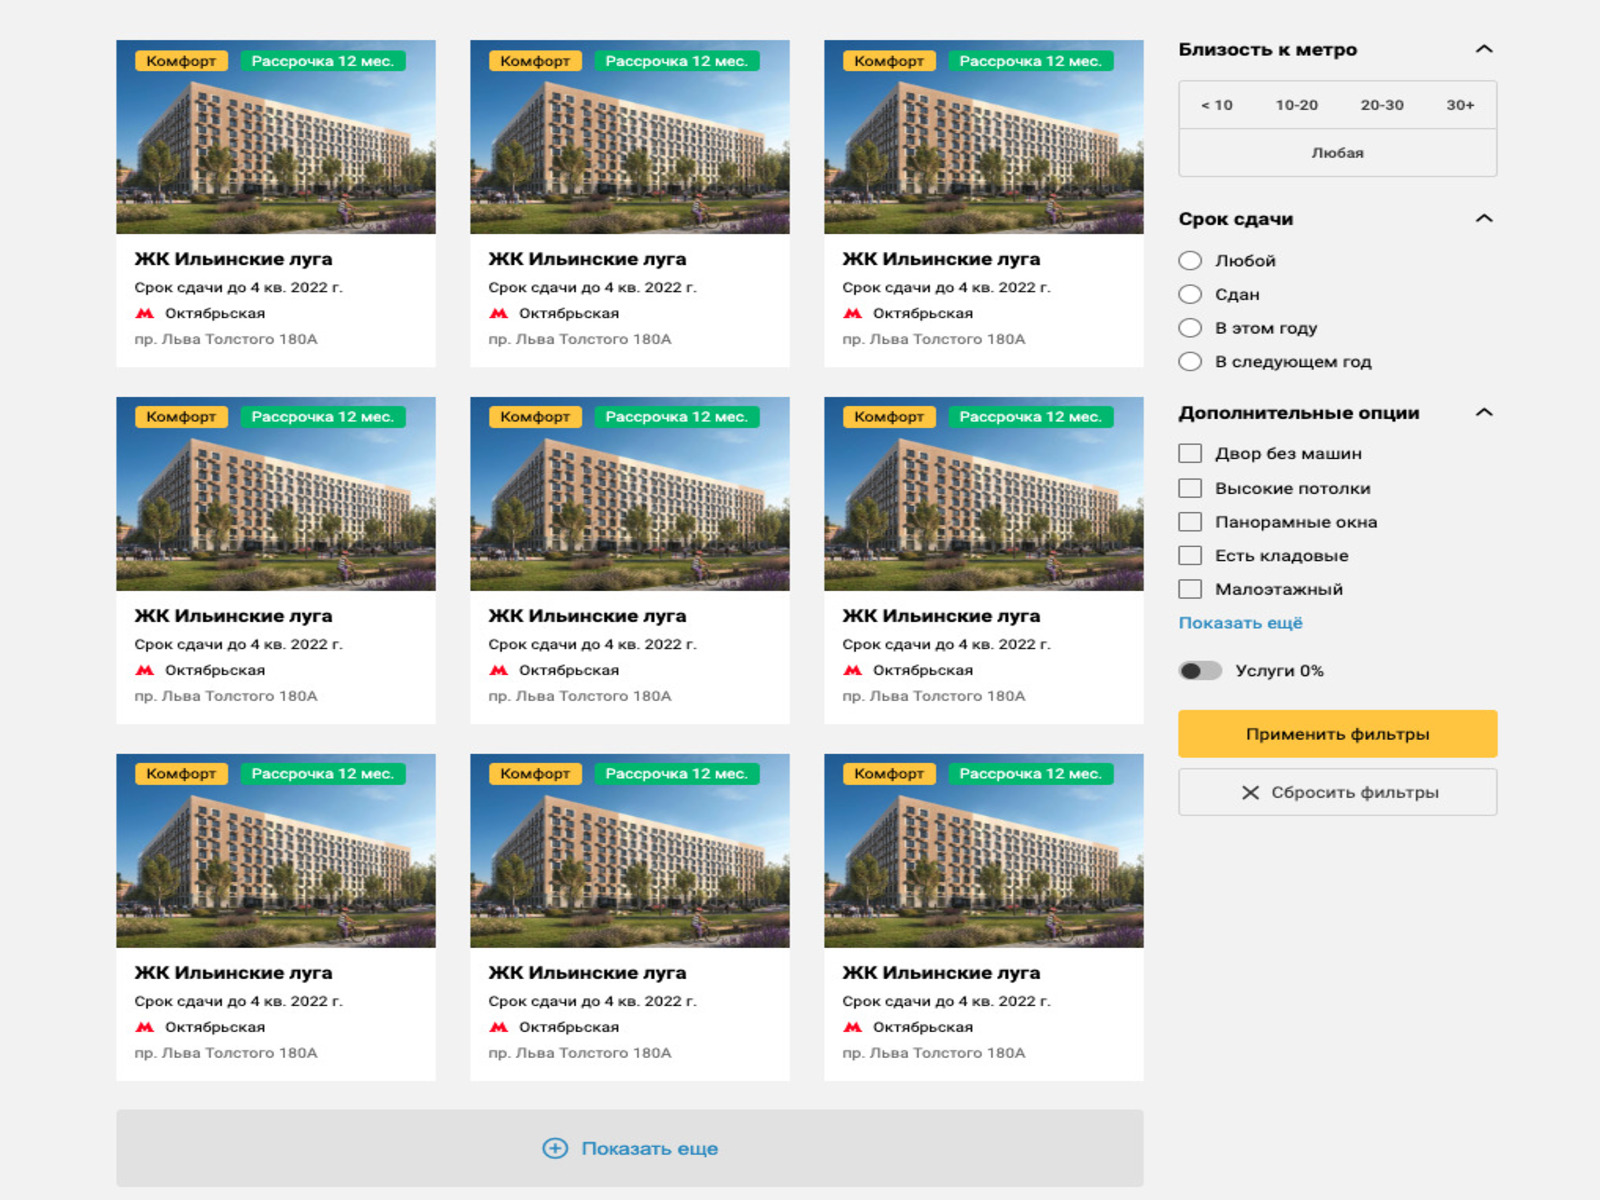 Комфорт Рассрочка 12 мес.
ЖК Ильинские луга
Срок сдачи до 4 кв. 2022 г.
Октябрьская
пр. Льва Толстого 180А
Комфорт Рассрочка 12 мес.
ЖК Ильинские луга
Срок сдачи до 4 кв. 2022 г.
Октябрьская
пр. Льва Толстого 180А
Комфорт Рассрочка 12 мес.
ЖК Ильинские луга
Срок сдачи до 4 кв. 2022 г.
Октябрьская
пр. Льва Толстого 180А
Комфорт Рассрочка 12 мес.
ЖК Ильинские луга
Срок сдачи до 4 кв. 2022 г.
Октябрьская
пр. Льва Толстого 180А
Комфорт Рассрочка 12 мес.
ЖК Ильинские луга
Срок сдачи до 4 кв. 2022 г.
Октябрьская
пр. Льва Толстого 180А
Комфорт Рассрочка 12 мес.
ЖК Ильинские луга
Срок сдачи до 4 кв. 2022 г.
Октябрьская
пр. Льва Толстого 180А
Комфорт Рассрочка 12 мес.
ЖК Ильинские луга
Срок сдачи до 4 кв. 2022 г.
Октябрьская
пр. Льва Толстого 180А
Комфорт Рассрочка 12 мес.
ЖК Ильинские луга
Срок сдачи до 4 кв. 2022 г.
Октябрьская
пр. Льва Толстого 180А
Комфорт Рассрочка 12 мес.
ЖК Ильинские луга
Срок сдачи до 4 кв. 2022 г.
Октябрьская
пр. Льва Толстого 180А
Показать еще
Близость к метро
< 10 10-20 20-30 30+
Любая
Срок сдачи
Любой
Сдан
В этом году
В следующем год
Дополнительные опции
Двор без машин
Высокие потолки
Панорамные окна
Есть кладовые
Малоэтажный
Показать ещё
Услуги 0%
Применить фильтры
Сбросить фильтры